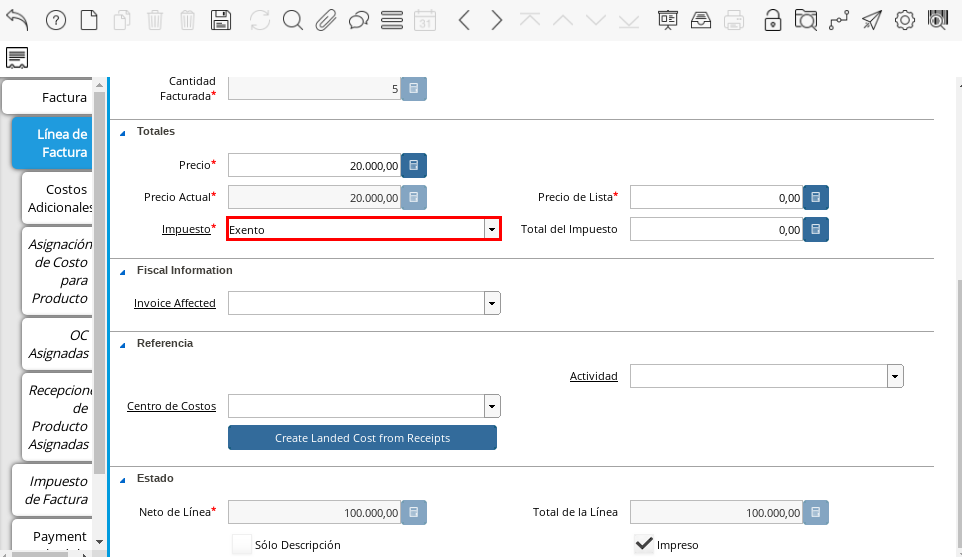 31
Factura
Línea de
Factura
Costos
Adicionales
Asignación
de Costo
para
Producto
OC
Asignadas
de
Producto
Asignadas
Impuesto
de Factura
Payment
Cantidad
Facturada*
5
Totales
Precio*
20.000,00
Precio Actual*
20.000,00
Precio de Lista*
0,00
Impuesto*
Exento
Total del Impuesto
0,00
Fiscal Information
Invoice Affected
Referencia
Actividad
Centro de Costos
Create Landed Cost from Receipts
Estado
Neto de Línea*
100.000,00
Total de la Línea
100.000,00
Sólo Descripción
Impreso